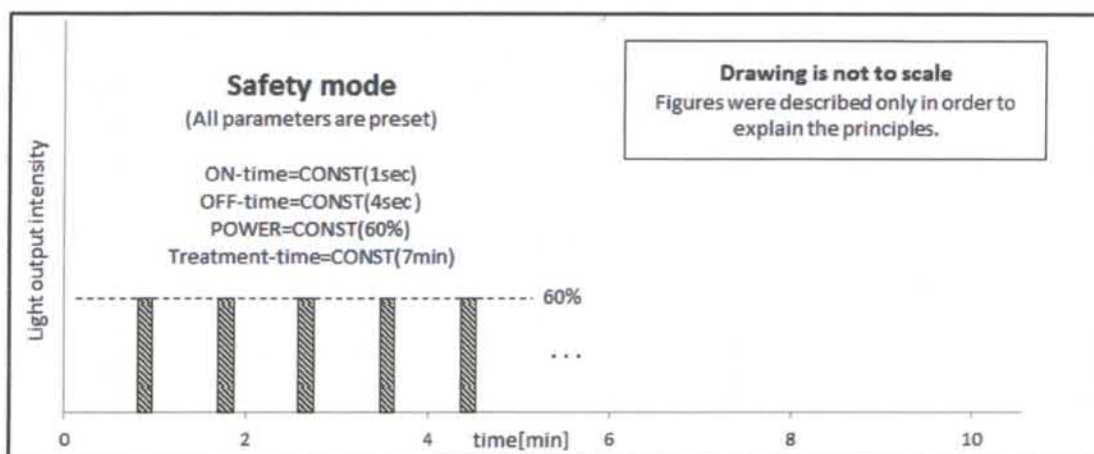 Safety mode
(All parameters are preset)
ON-time=CONST(1sec)
OFF-time=CONST(4sec)
POWER=CONST(60%)
Treatment-time=CONST(7min)
Drawing is not to scale
Figures were described only in order to
explain the principles.
Light output intensity
60%
...
0 2 4 time[min] 6 8 10